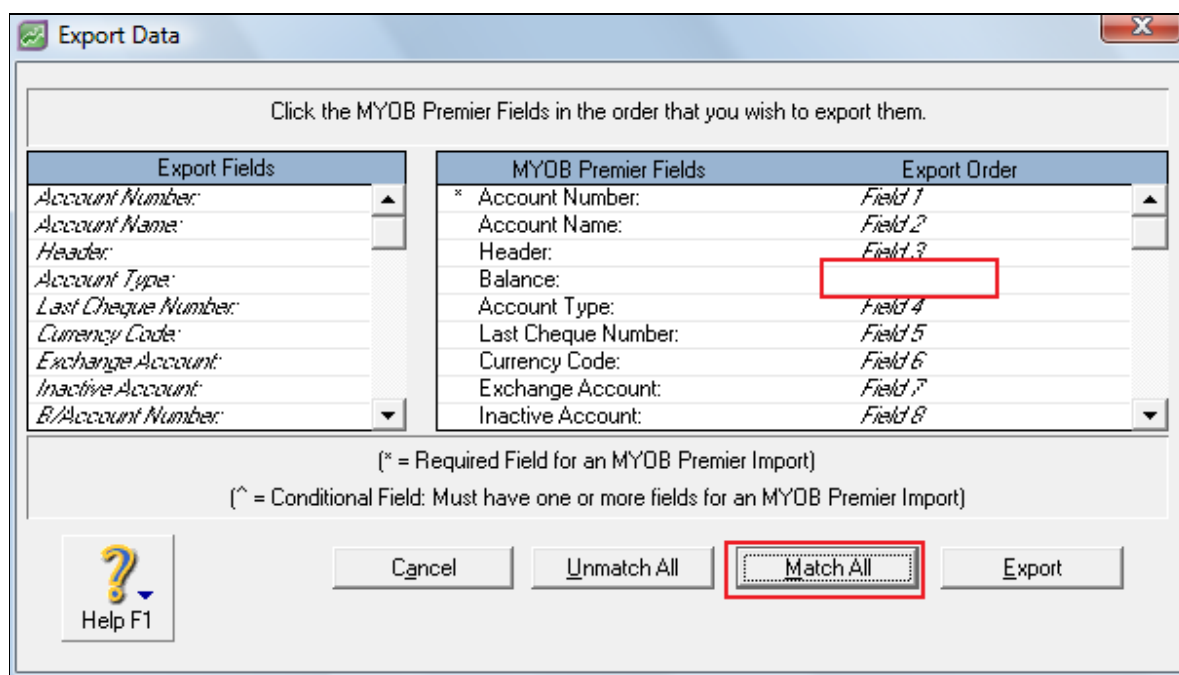 Export Data
X
Click the MYOB Premier Fields in the order that you wish to export them.
Export Fields
Account Number:
Account Name:
Header:
Account Type:
Last Cheque Number:
Currency Code:
Exchange Account:
Inactive Account:
B/Account Number:
MYOB Premier Fields Export Order
* Account Number: Field 1
Account Name: Field 2
Header: Field 3
Balance:
Account Type: Field 4
Last Cheque Number: Field 5
Currency Code: Field 6
Exchange Account: Field 7
Inactive Account: Field 8
(* = Required Field for an MYOB Premier Import)
(^ = Conditional Field: Must have one or more fields for an MYOB Premier Import)
Help F1
Cancel Unmatch All Match All Export